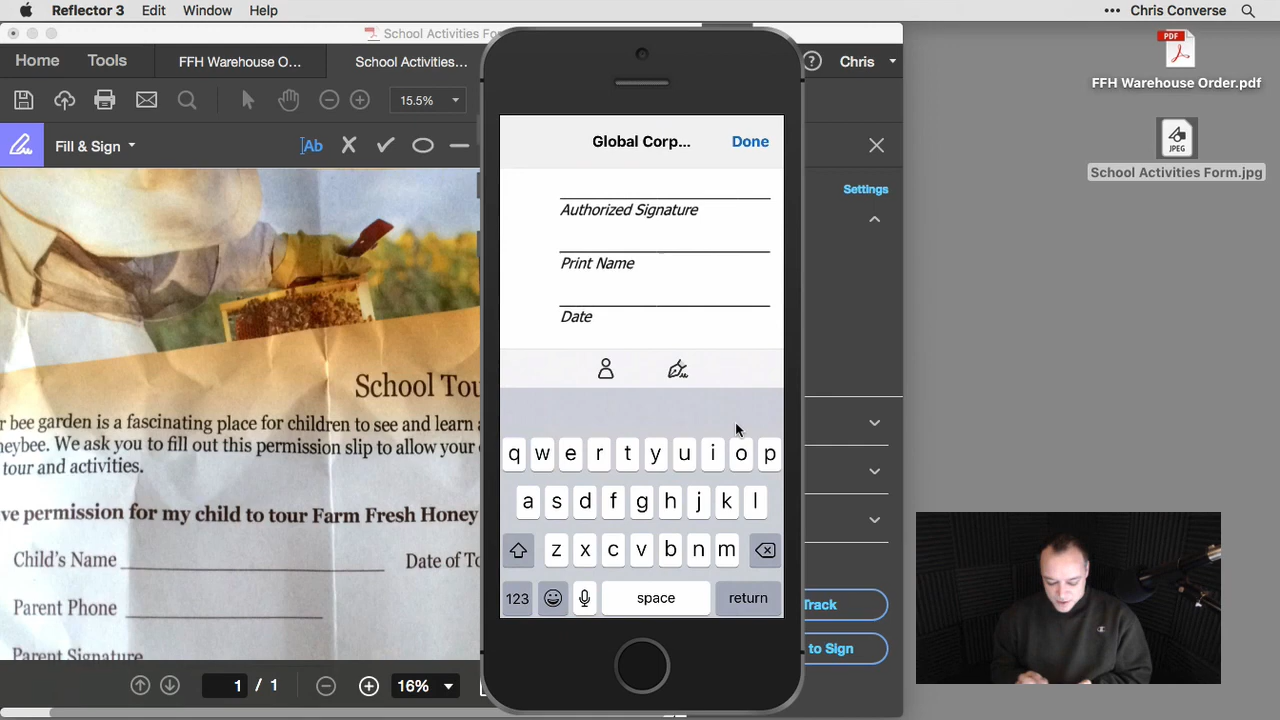 Reflector 3 Edit Window Help
••• Chris Converse
School Activities For
Home Tools FFH Warehouse O... School Activities... Chris
15.5%
Fill & Sign Ab
Settings
School Tou
r bee garden is a fascinating place for children to see and learn a
neybee. We ask you to fill out this permission slip to allow your
tour and activities.
ve permission for my child to tour Farm Fresh Honey
Child's Name Date of To
Parent Phone
Parent Signature
1 / 1 16%
Track
to Sign
Global Corp... Done
Authorized Signature
Print Name
Date
q w e r t y u i o p
a s d f g h j k l
z x c v b n m
123 space return
PDF
FFH Warehouse Order.pdf
JPEG
School Activities Form.jpg